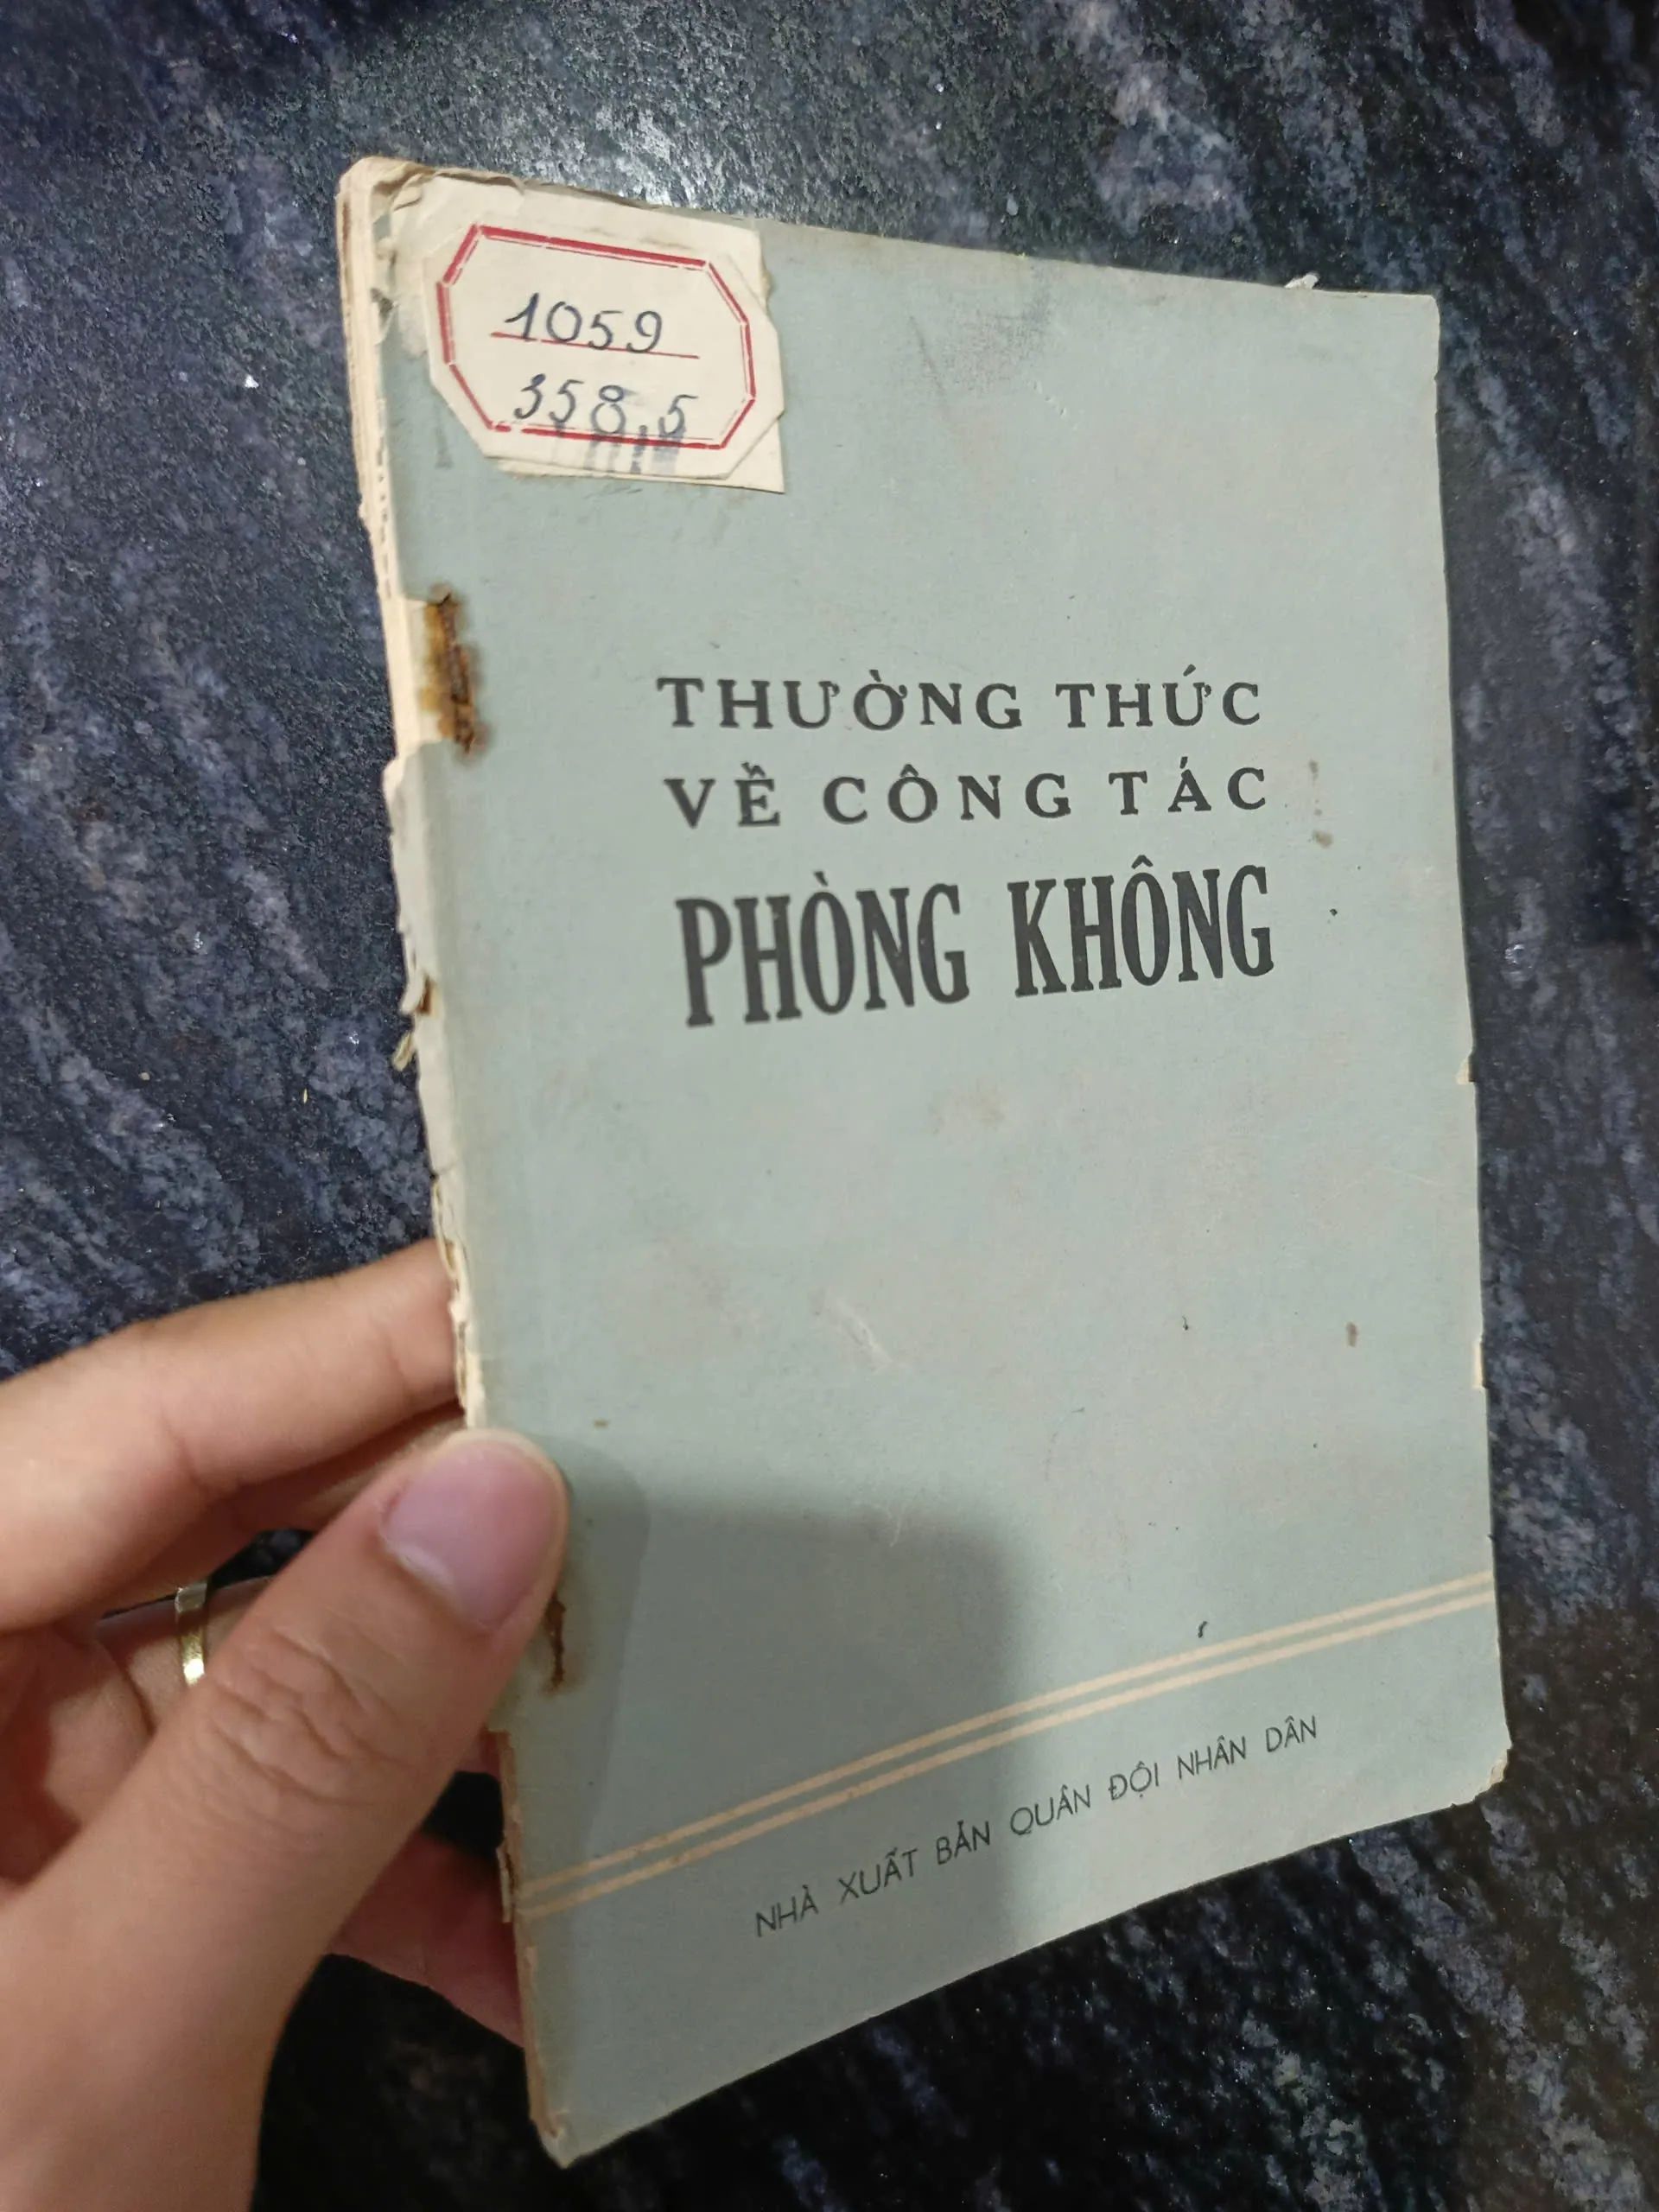 1059
358.5
THƯỜNG THỨC
VỀ CÔNG TÁC
PHÒNG KHÔNG
NHÀ XUẤT BẢN QUÂN ĐỘI NHÂN DÂN